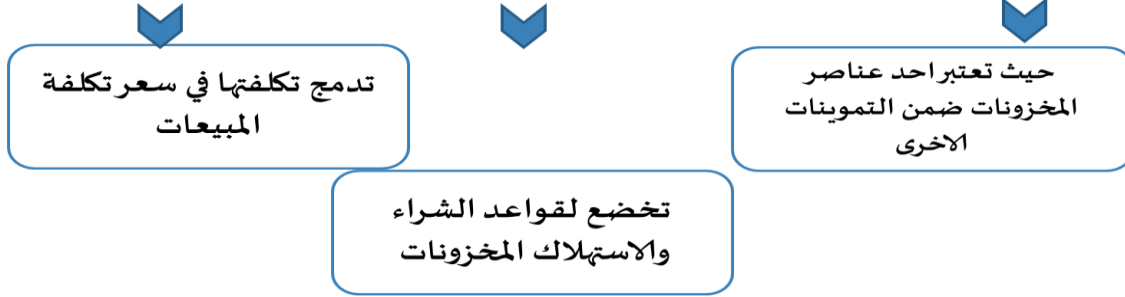 حيث تعتبر احد عناصر
المخزونات ضمن التموينات
الاخرى
تخضع لقواعد الشراء
والاستهلاك المخزونات
تدمج تكلفتها في سعر تكلفة
المبيعات